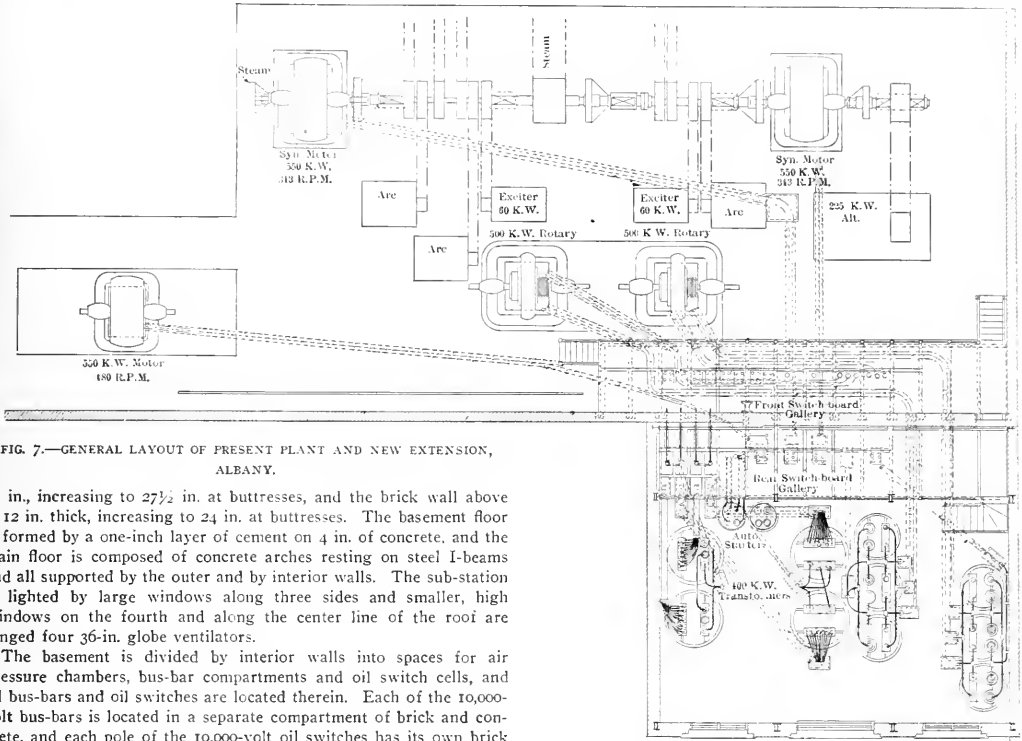 Steam
Steam
Syn. Moter
550 K.W.
343 R.P.M.
Syn. Motor
550 K.W.
343 R.P.M.
Arc
Exciter
60 K.W.
Exciter
60 K.W.
Arc
225 K.W.
Alt.
Arc
500 K.W. Rotary
500 K.W. Rotary
550 K.W. Motor
480 R.P.M.
Front Switch-board
Gallery
Rear Switch-board
Gallery
Auto
Starters
400 K.W.
Transformers
FIG. 7.—GENERAL LAYOUT OF PRESENT PLANT AND NEW EXTENSION,
ALBANY.
in., increasing to 27½ in. at buttresses, and the brick wall above
12 in. thick, increasing to 24 in. at buttresses. The basement floor
formed by a one-inch layer of cement on 4 in. of concrete, and the
ain floor is composed of concrete arches resting on steel I-beams
d all supported by the outer and by interior walls. The sub-station
lighted by large windows along three sides and smaller, high
indows on the fourth and along the center line of the roof are
nged four 36-in. globe ventilators.
The basement is divided by interior walls into spaces for air
essure chambers, bus-bar compartments and oil switch cells, and
l bus-bars and oil switches are located therein. Each of the 10,000-
olt bus-bars is located in a separate compartment of brick and con-
ete, and each pole of the 10,000-volt oil switches has its own brick